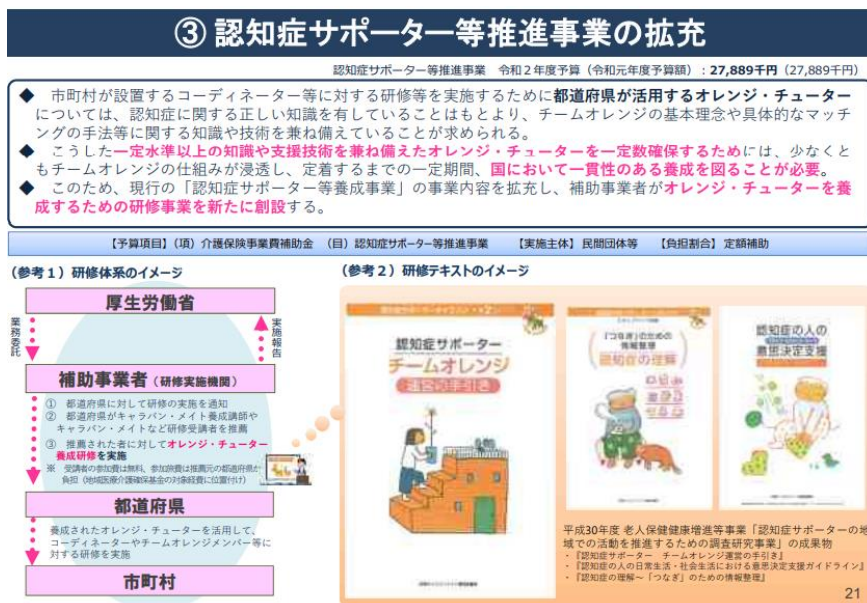 ③ 認知症サポーター等推進事業の拡充
認知症サポーター等推進事業 令和2年度予算（令和元年度予算額）：27,889千円（27,889千円）
◆ 市町村が設置するコーディネーター等に対する研修等を実施するために都道府県が活用するオレンジ・チューター
については、認知症に関する正しい知識を有していることはもとより、チームオレンジの基本理念や具体的なマッチ
ングの手法等に関する知識や技術を兼ね備えていることが求められる。
◆ こうした一定水準以上の知識や支援技術を兼ね備えたオレンジ・チューターを一定数確保するためには、少なくと
もチームオレンジの仕組みが浸透し、定着するまでの一定期間、国において一貫性のある養成を図ることが必要。
◆ このため、現行の「認知症サポーター等養成事業」の事業内容を拡充し、補助事業者がオレンジ・チューターを養
成するための研修事業を新たに創設する。
【予算項目】（項）介護保険事業費補助金 （目）認知症サポーター等推進事業 【実施主体】民間団体等 【負担割合】定額補助
（参考１）研修体系のイメージ
厚生労働省
業務委託
実施報告
補助事業者（研修実施機関）
① 都道府県に対して研修の実施を通知
② 都道府県がキャラバン・メイト養成講師や
キャラバン・メイトなど研修受講者を推薦
③ 推薦された者に対してオレンジ・チューター
養成研修を実施
※ 受講者の参加費は無料、参加旅費は推薦元の都道府県が
負担（地域医療介護確保基金の対象経費に位置付け）
都道府県
養成されたオレンジ・チューターを活用して、
コーディネーターやチームオレンジメンバー等に
対する研修を実施
市町村
（参考２）研修テキストのイメージ
認知症サポーター
チームオレンジ
運営の手引き
「つなぎ」のための
情報整理
認知症の理解
認知症の人の
意思決定支援
平成30年度 老人保健健康増進等事業「認知症サポーターの地
域での活動を推進するための調査研究事業」の成果物
・『認知症サポーター チームオレンジ運営の手引き』
・『認知症の人の日常生活・社会生活における意思決定支援ガイドライン』
・『認知症の理解～「つなぎ」のための情報整理』
21